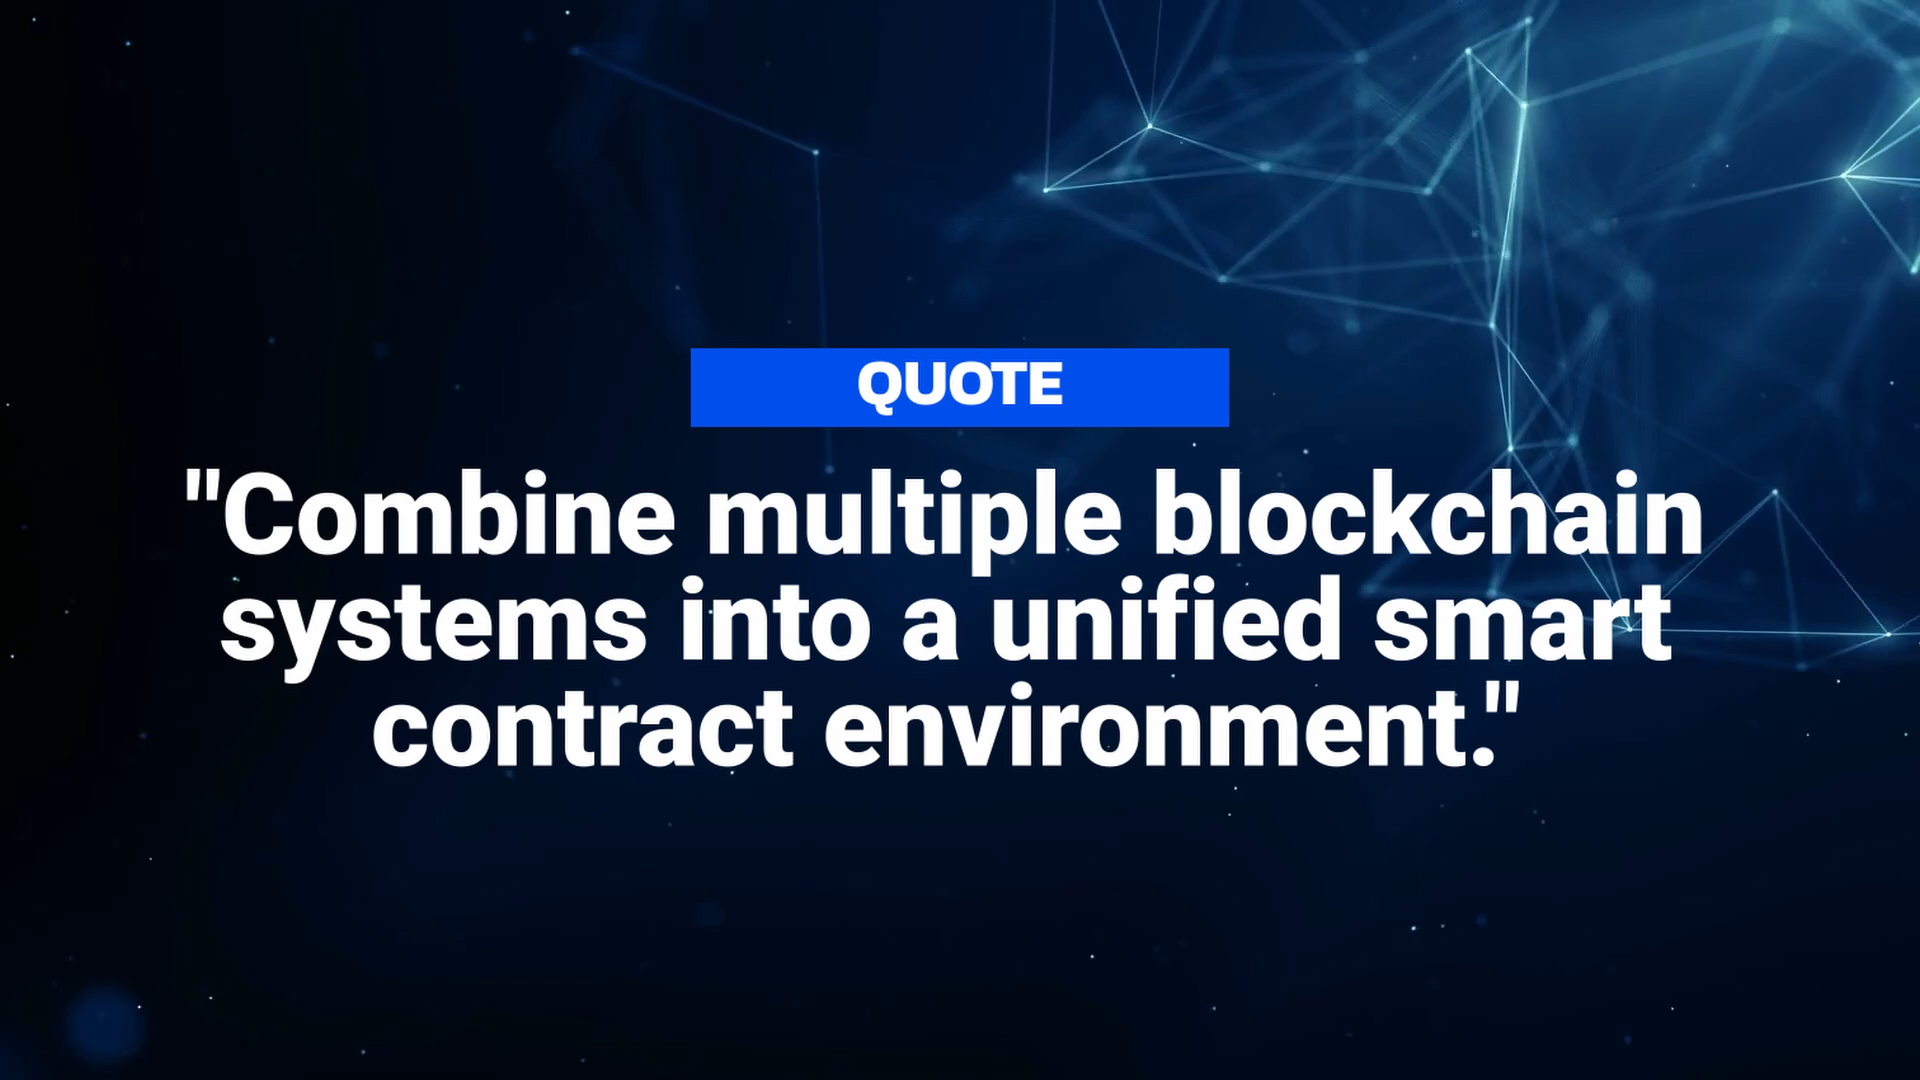 QUOTE
"Combine multiple blockchain
systems into a unified smart
contract environment."